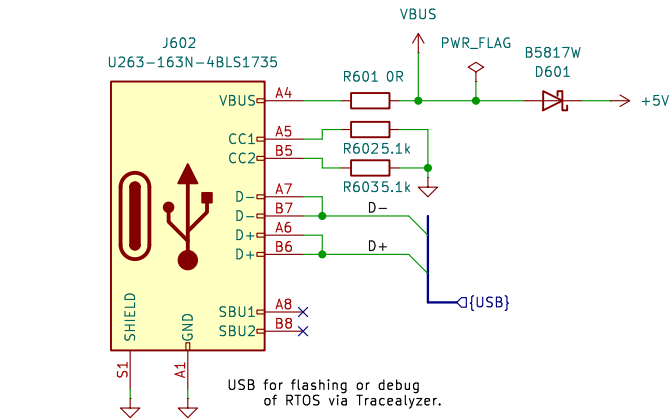 VBUS
J602
U263-163N-4BLS1735
PWR_FLAG
B5817W
D601
R601 0R
VBUS
A4
+5V
CC1
A5
CC2
B5
R6025.1k
R6035.1k
D-
A7
D-
B7
D-
D+
A6
D+
B6
D+
{USB}
SBU1
A8
SBU2
B8
SHIELD
GND
S1
A1
USB for flashing or debug
of RTOS via Tracealyzer.